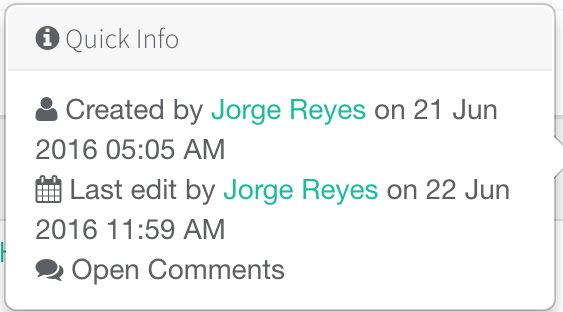 Quick Info
Created by Jorge Reyes on 21 Jun
2016 05:05 AM
Last edit by Jorge Reyes on 22 Jun
2016 11:59 AM
Open Comments